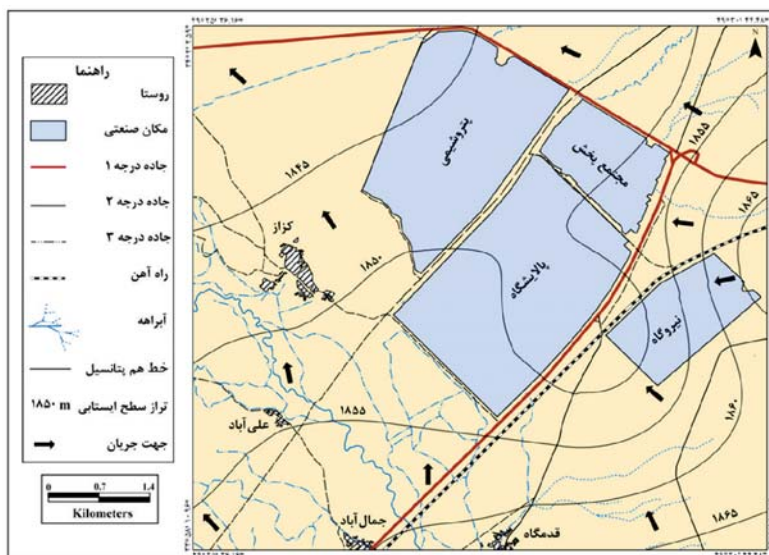 راهنما
روستا
مکان صنعتی
جاده درجه ۱
جاده درجه ۲
جاده درجه ۳
راه آهن
آبراهه
خط هم پتانسیل
تراز سطح ایستابی ۱۸۵۰ m
جهت جریان
0 0.7 1.4
Kilometers
N
پتروشیمی
مجتمع پخش
پالایشگاه
نیروگاه
کزاز
علی‌آباد
جمال‌آباد
قدمگاه
۱۸۴۵
۱۸۵۰
۱۸۵۵
۱۸۵۵
۱۸۶۵
۱۸۶۰
۱۸۶۵